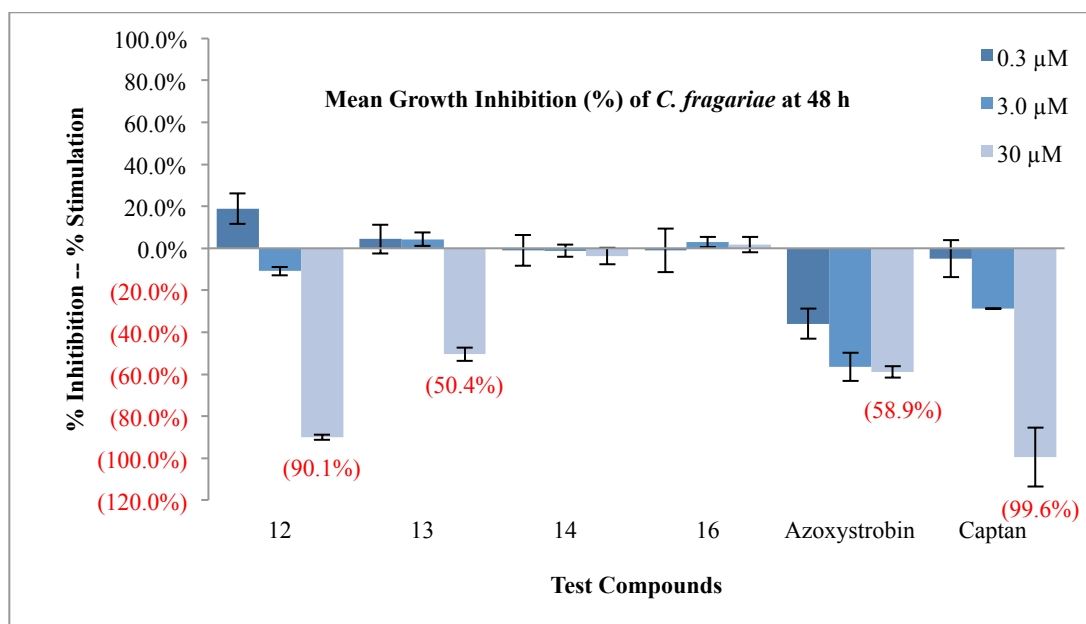 100.0%
80.0%
60.0%
40.0%
20.0%
0.0%
(20.0%)
(40.0%)
(60.0%)
(80.0%)
(100.0%)
(120.0%)
% Inhitibition -- % Stimulation
Mean Growth Inhibition (%) of C. fragariae at 48 h
0.3 µM
3.0 µM
30 µM
(90.1%)
(50.4%)
(58.9%)
(99.6%)
12 13 14 16 Azoxystrobin Captan
Test Compounds